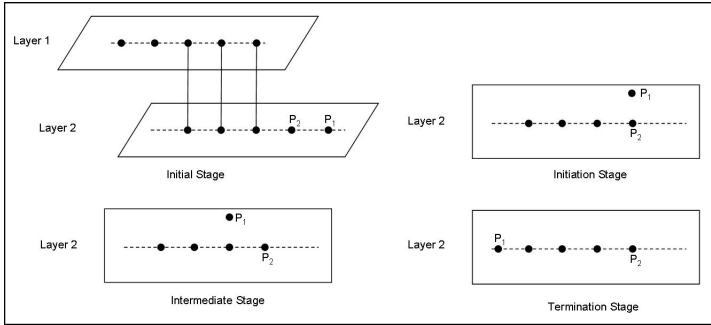 Layer 1
Layer 2
P2
P1
Initial Stage
Layer 2
P1
P2
Initiation Stage
Layer 2
P1
P2
Intermediate Stage
Layer 2
P1
P2
Termination Stage